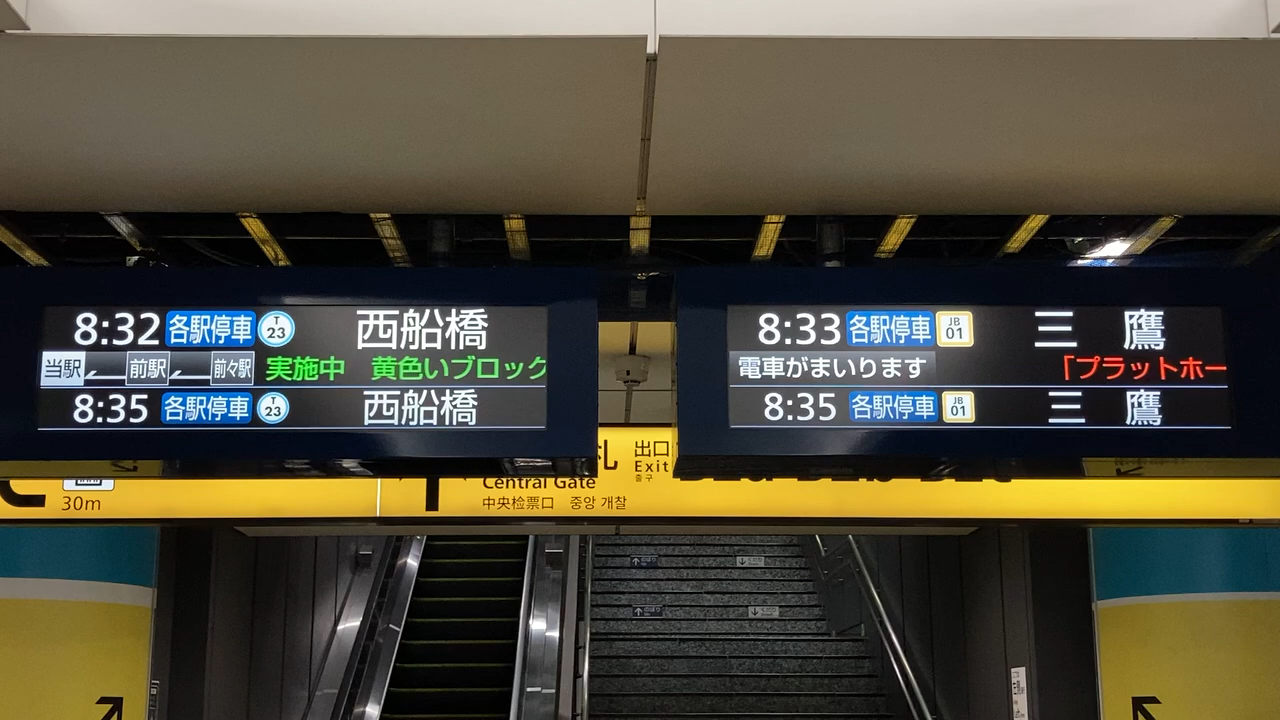 8:32 各駅停車 T 23 西船橋
当駅 前駅 前々駅 実施中 黄色いブロック
8:35 各駅停車 T 23 西船橋
8:33 各駅停車 JB 01 三 鷹
電車がまいります 「プラットホー
8:35 各駅停車 JB 01 三 鷹
30m
Central Gate
中央检票口 중앙 개찰
札 出口
Exit
출구